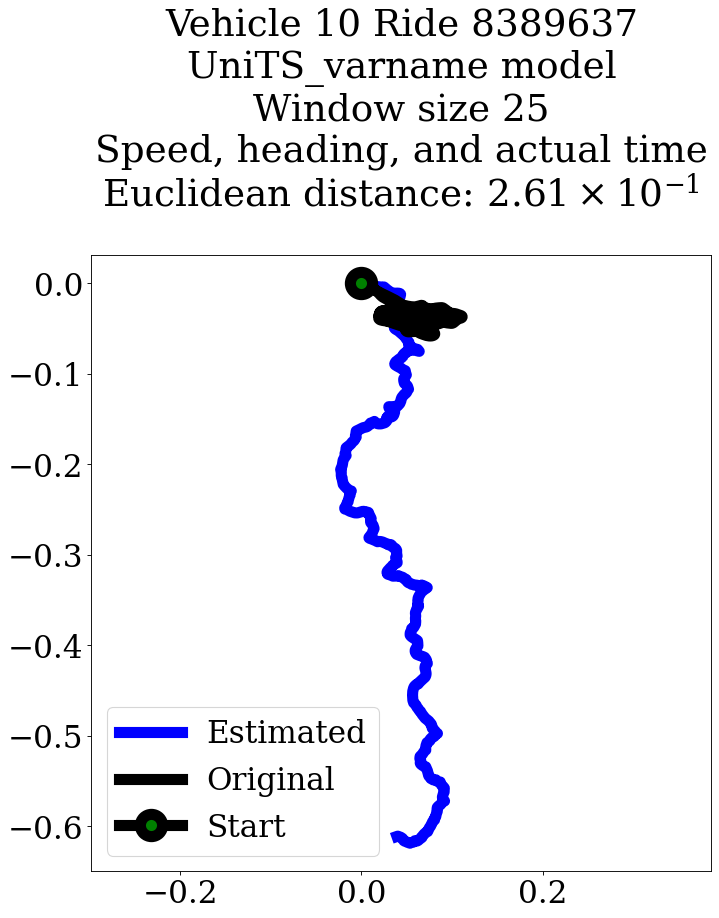 Vehicle 10 Ride 8389637
UniTS_varname model
Window size 25
Speed, heading, and actual time
Euclidean distance: 2.61 × 10⁻¹
0.0
−0.1
−0.2
−0.3
−0.4
−0.5
−0.6
Estimated
Original
Start
−0.2 0.0 0.2